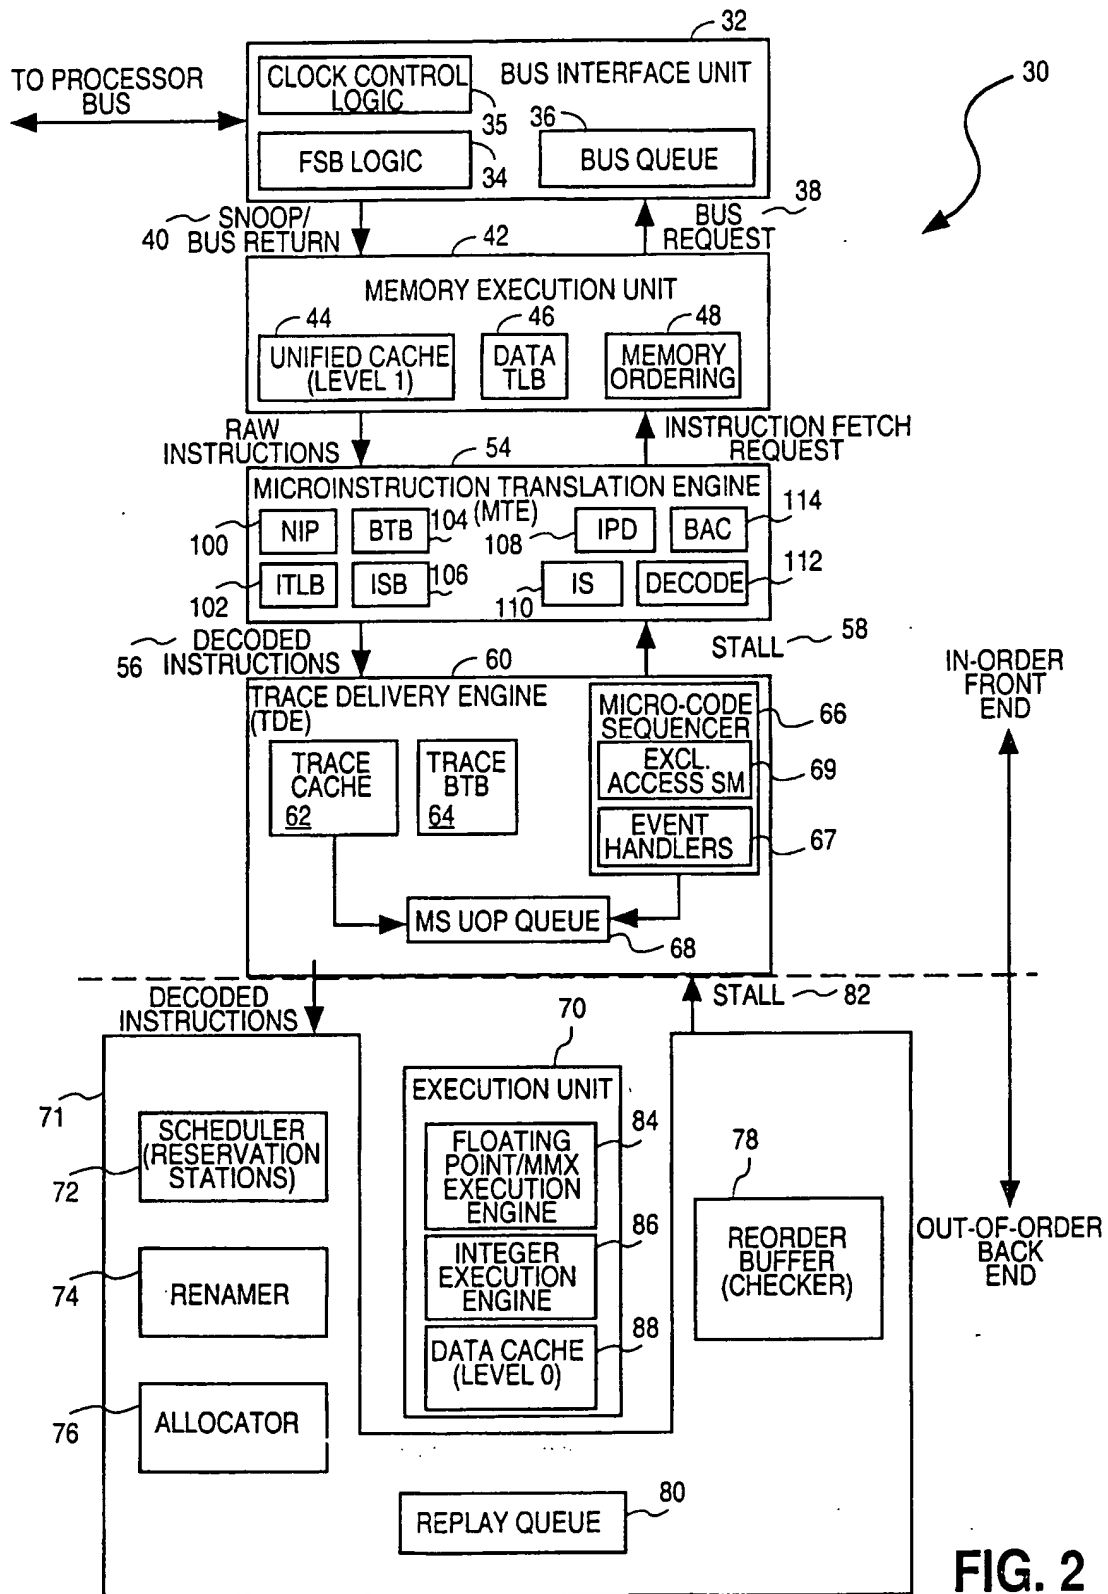 32
TO PROCESSOR
BUS
CLOCK CONTROL
LOGIC
35
BUS INTERFACE UNIT
30
FSB LOGIC
34
36
BUS QUEUE
40
SNOOP/
BUS RETURN
42
BUS
REQUEST
38
MEMORY EXECUTION UNIT
44
UNIFIED CACHE
(LEVEL 1)
46
DATA
TLB
48
MEMORY
ORDERING
RAW
INSTRUCTIONS
54
INSTRUCTION FETCH
REQUEST
MICROINSTRUCTION TRANSLATION ENGINE
(MTE)
100
NIP
BTB
104
108
IPD
BAC
114
102
ITLB
ISB
106
110
IS
DECODE
112
56
DECODED
INSTRUCTIONS
60
STALL
58
IN-ORDER
FRONT
END
TRACE DELIVERY ENGINE
(TDE)
MICRO-CODE
SEQUENCER
66
TRACE
CACHE
62
TRACE
BTB
64
EXCL.
ACCESS SM
69
EVENT
HANDLERS
67
MS UOP QUEUE
68
DECODED
INSTRUCTIONS
STALL
82
70
71
EXECUTION UNIT
SCHEDULER
(RESERVATION
STATIONS)
72
FLOATING
POINT/MMX
EXECUTION
ENGINE
84
78
REORDER
BUFFER
(CHECKER)
OUT-OF-ORDER
BACK
END
74
RENAMER
INTEGER
EXECUTION
ENGINE
86
DATA CACHE
(LEVEL 0)
88
76
ALLOCATOR
REPLAY QUEUE
80
FIG. 2